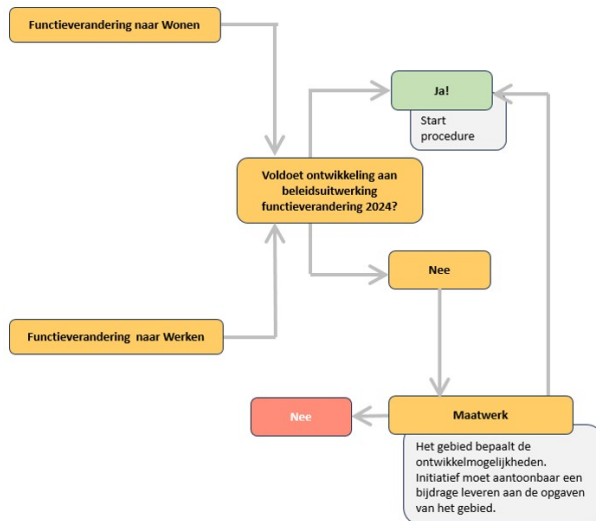 Functieverandering naar Wonen
Ja!
Start
procedure
Voldoet ontwikkeling aan
beleidsuitwerking
functieverandering 2024?
Nee
Functieverandering naar Werken
Nee
Maatwerk
Het gebied bepaalt de
ontwikkelmogelijkheden.
Initiatief moet aantoonbaar een
bijdrage leveren aan de opgaven
van het gebied.